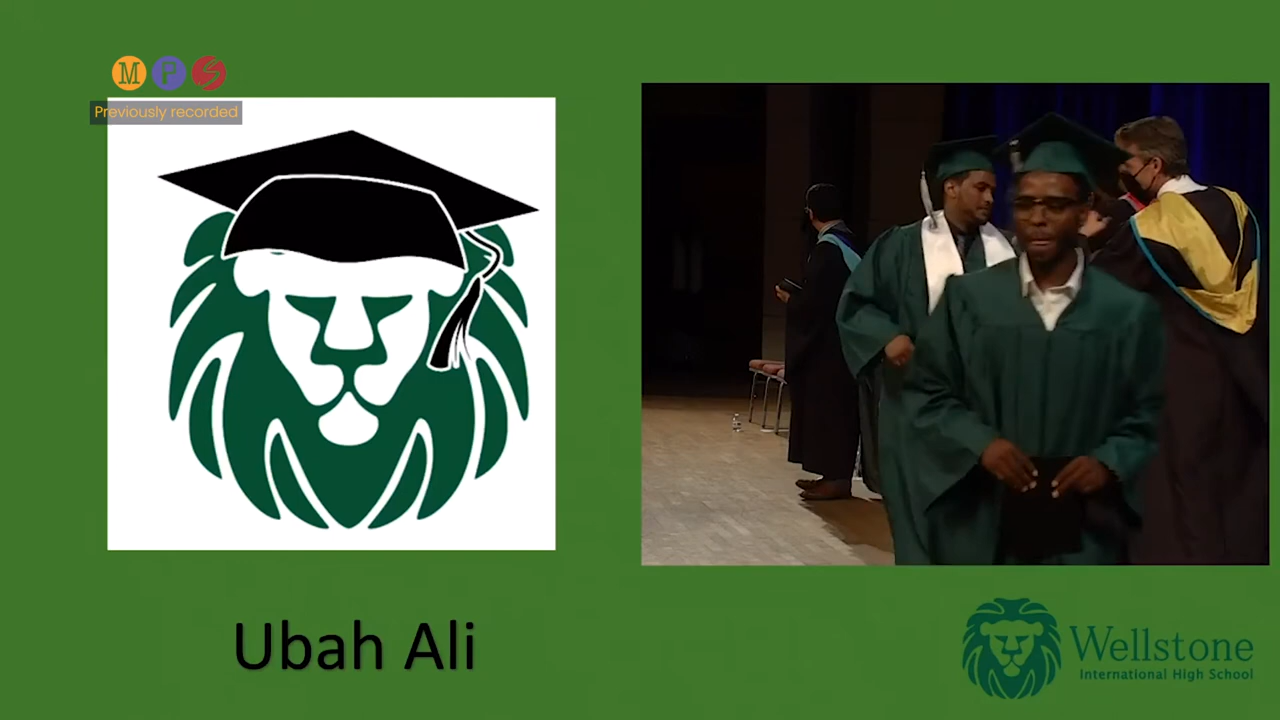 M P S
Previously recorded
Ubah Ali
Wellstone
International High School